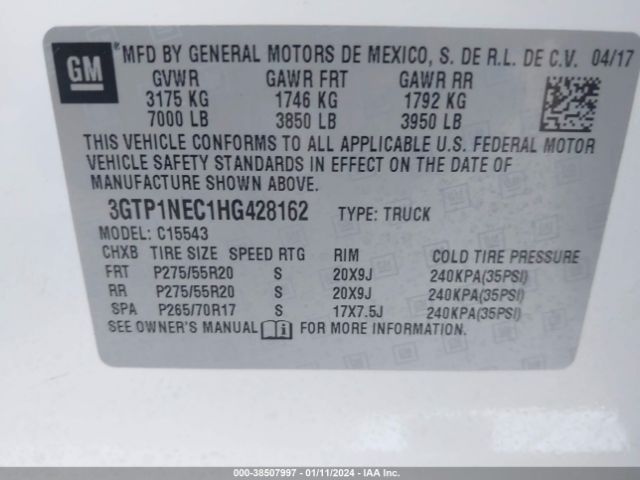 GM
MFD BY GENERAL MOTORS DE MEXICO, S. DE R.L. DE C.V. 04/17
GVWR GAWR FRT GAWR RR
3175 KG 1746 KG 1792 KG
7000 LB 3850 LB 3950 LB
THIS VEHICLE CONFORMS TO ALL APPLICABLE U.S. FEDERAL MOTOR
VEHICLE SAFETY STANDARDS IN EFFECT ON THE DATE OF
MANUFACTURE SHOWN ABOVE.
3GTP1NEC1HG428162 TYPE: TRUCK
MODEL: C15543
CHXB TIRE SIZE SPEED RTG RIM COLD TIRE PRESSURE
FRT P275/55R20 S 20X9J 240KPA(35PSI)
RR P275/55R20 S 20X9J 240KPA(35PSI)
SPA P265/70R17 S 17X7.5J 240KPA(35PSI)
SEE OWNER'S MANUAL FOR MORE INFORMATION.
000-38507997 - 01/11/2024 - IAA Inc.